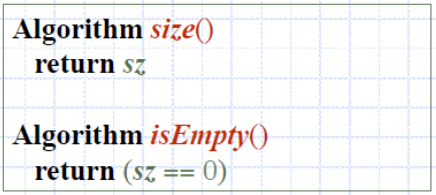 Algorithm size()
return sz
Algorithm isEmpty()
return (sz == 0)